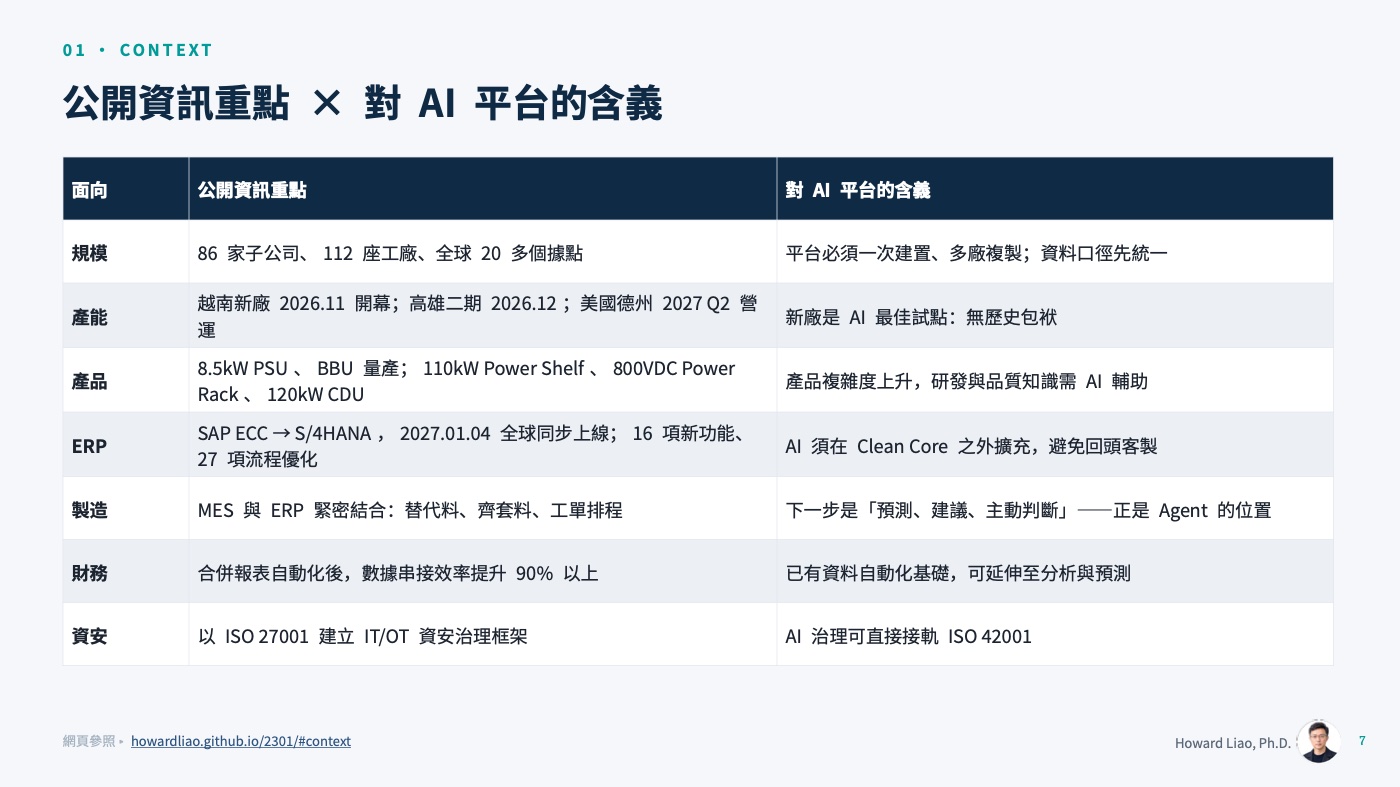 01 • CONTEXT
公開資訊重點 × 對 AI 平台的含義
面向 公開資訊重點 對 AI 平台的含義
規模 86 家子公司、 112 座工廠、全球 20 多個據點 平台必須一次建置、多廠複製；資料口徑先統一
產能 越南新廠 2026.11 開幕；高雄二期 2026.12 ；美國德州 2027 Q2 營
運 新廠是 AI 最佳試點：無歷史包袱
產品 8.5kW PSU 、 BBU 量產； 110kW Power Shelf 、 800VDC Power
Rack 、 120kW CDU 產品複雜度上升，研發與品質知識需 AI 輔助
ERP SAP ECC → S/4HANA ， 2027.01.04 全球同步上線； 16 項新功能、
27 項流程優化 AI 須在 Clean Core 之外擴充，避免回頭客製
製造 MES 與 ERP 緊密結合：替代料、齊套料、工單排程 下一步是「預測、建議、主動判斷」——正是 Agent 的位置
財務 合併報表自動化後，數據串接效率提升 90% 以上 已有資料自動化基礎，可延伸至分析與預測
資安 以 ISO 27001 建立 IT/OT 資安治理框架 AI 治理可直接接軌 ISO 42001
網頁參照 ▸ howardliao.github.io/2301/#context
Howard Liao, Ph.D.
7